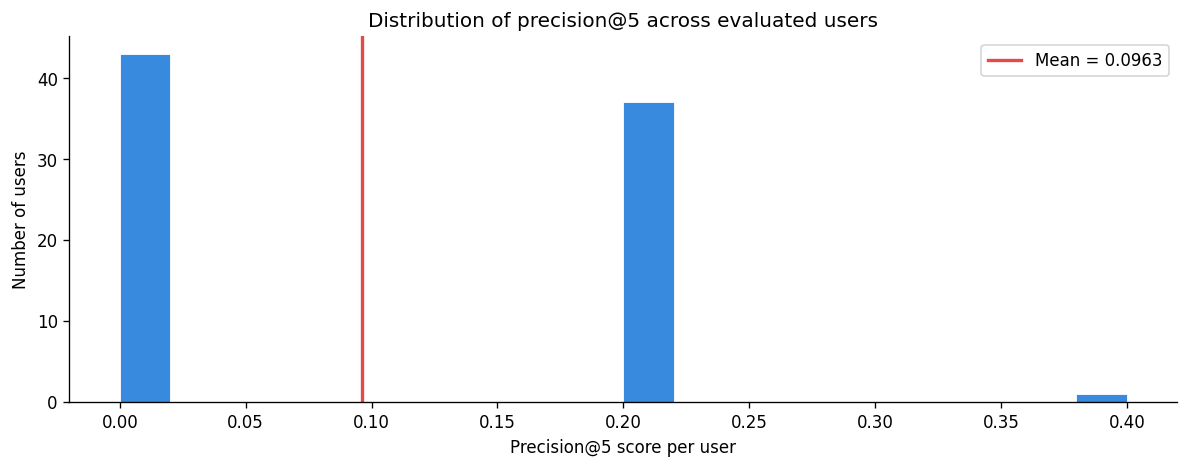 Distribution of precision@5 across evaluated users
Mean = 0.0963
Number of users
40
30
20
10
0
0.00 0.05 0.10 0.15 0.20 0.25 0.30 0.35 0.40
Precision@5 score per user